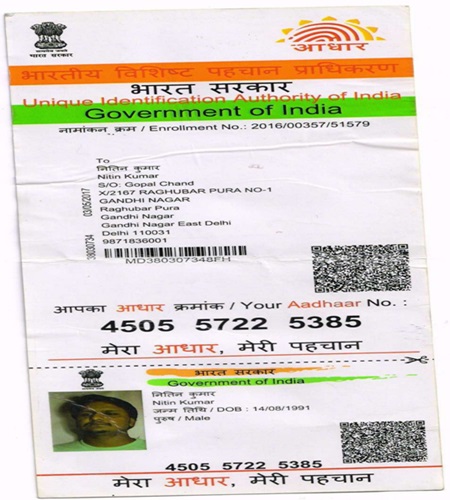 भारत सरकार
आधार
भारतीय विशिष्ट पहचान प्राधिकरण
भारत सरकार
Unique Identification Authority of India
Government of India
नामांकन क्रम / Enrollment No.: 2016/00357/51579
To
नितिन कुमार
Nitin Kumar
S/O: Gopal Chand
X/2167 RAGHUBAR PURA NO-1
GANDHI NAGAR
Raghubar Pura
Gandhi Nagar
Gandhi Nagar East Delhi
Delhi 110031
9871836001
03/05/2017
38030734
MD380307348FH
आपका आधार क्रमांक / Your Aadhaar No. :
4505 5722 5385
मेरा आधार, मेरी पहचान
भारत सरकार
Government of India
नितिन कुमार
Nitin Kumar
जन्म तिथि / DOB : 14/08/1991
पुरुष / Male
4505 5722 5385
मेरा आधार, मेरी पहचान